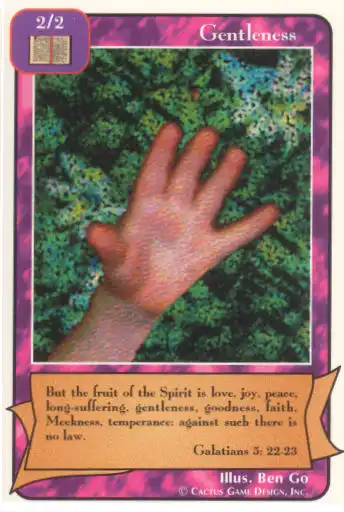 2/2
Gentleness
But the fruit of the Spirit is love, joy, peace,
long-suffering, gentleness, goodness, faith,
Meekness, temperance: against such there is
no law.
Galatians 5: 22-23
Illus. Ben Go
© Cactus Game Design, Inc.